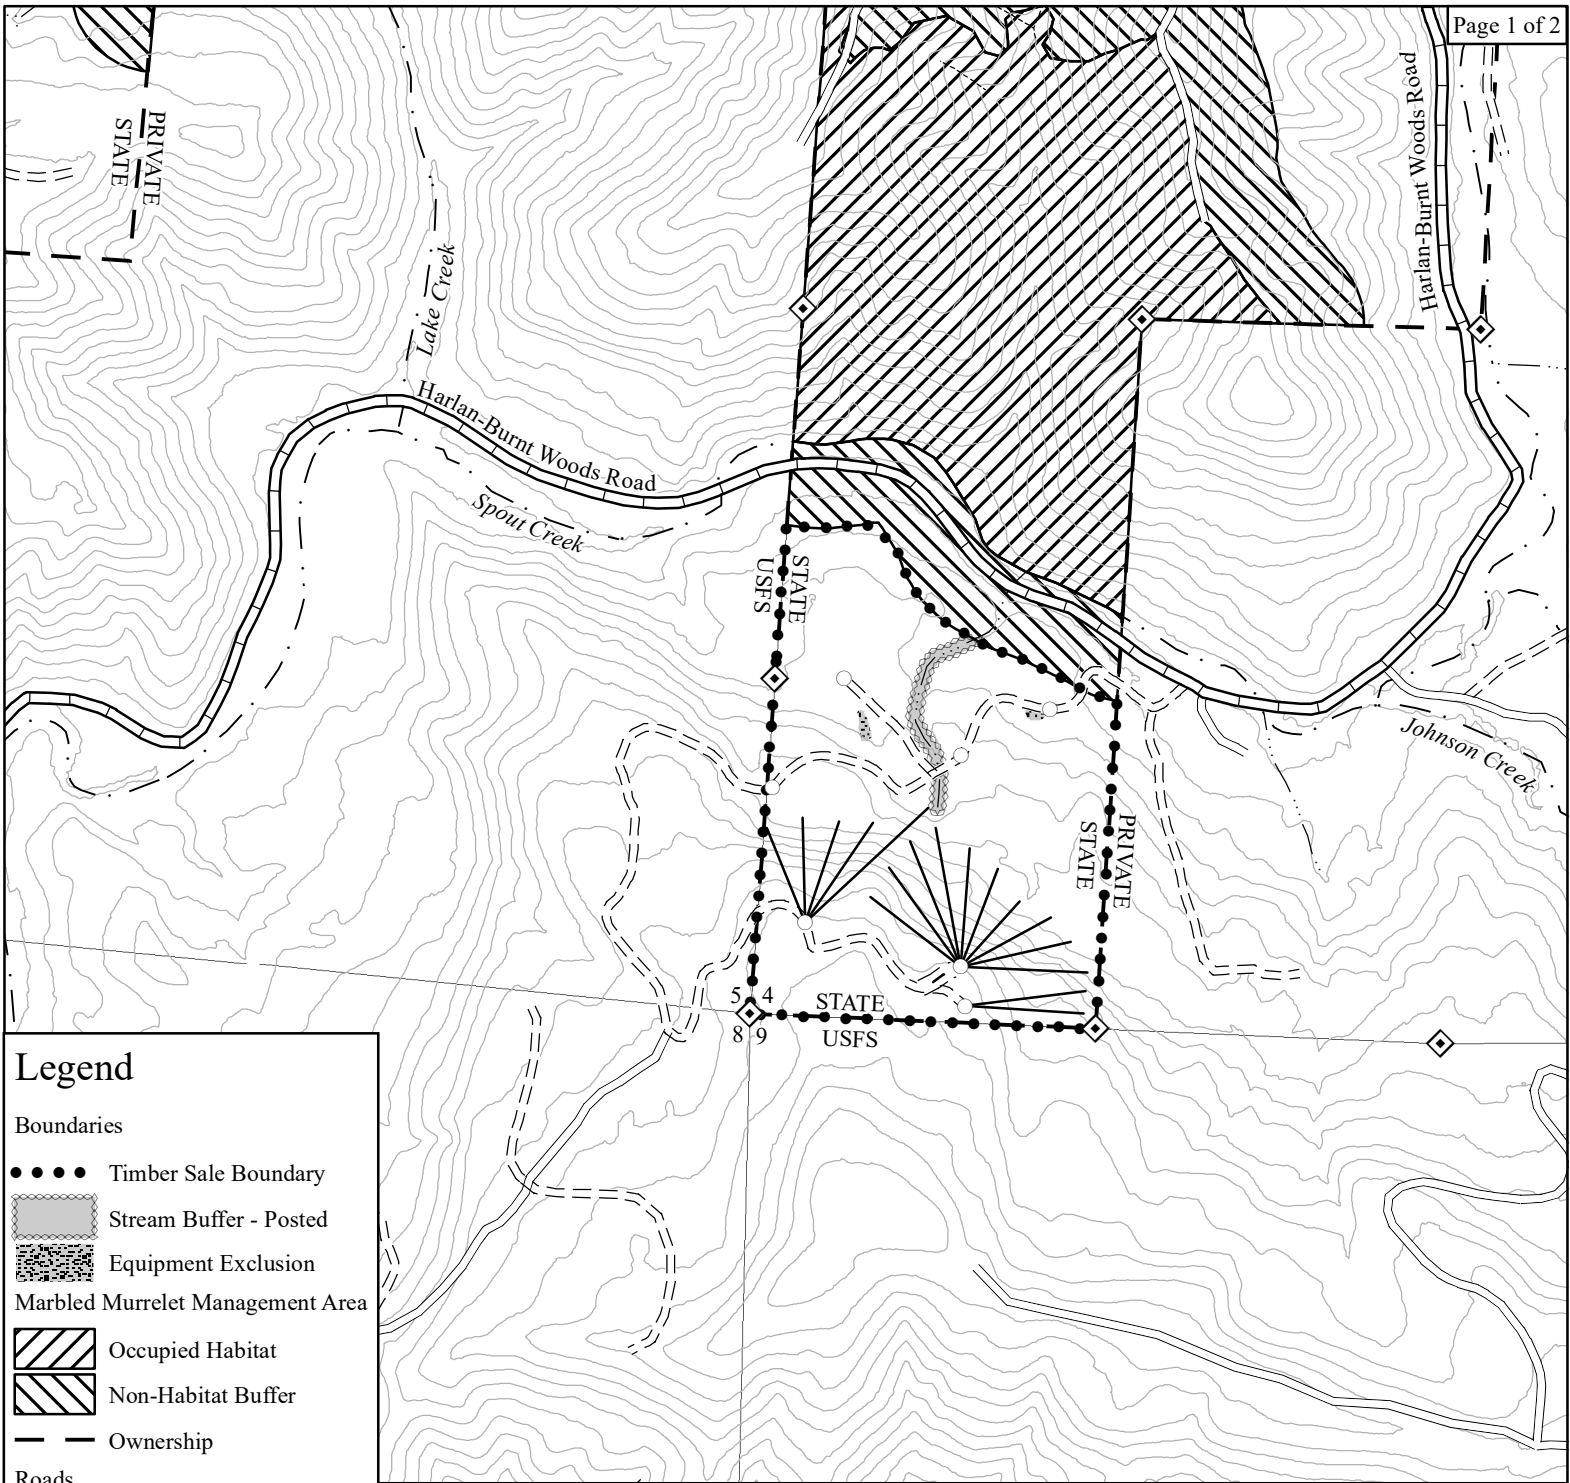 Page 1 of 2
PRIVATE
STATE
Harlan-Burnt Woods Road
Lake Creek
Harlan-Burnt Woods Road
Spout Creek
STATE
USFS
Johnson Creek
PRIVATE
STATE
5 4
8 9
STATE
USFS
Legend
Boundaries
Timber Sale Boundary
Stream Buffer - Posted
Equipment Exclusion
Marbled Murrelet Management Area
Occupied Habitat
Non-Habitat Buffer
Ownership
Roads